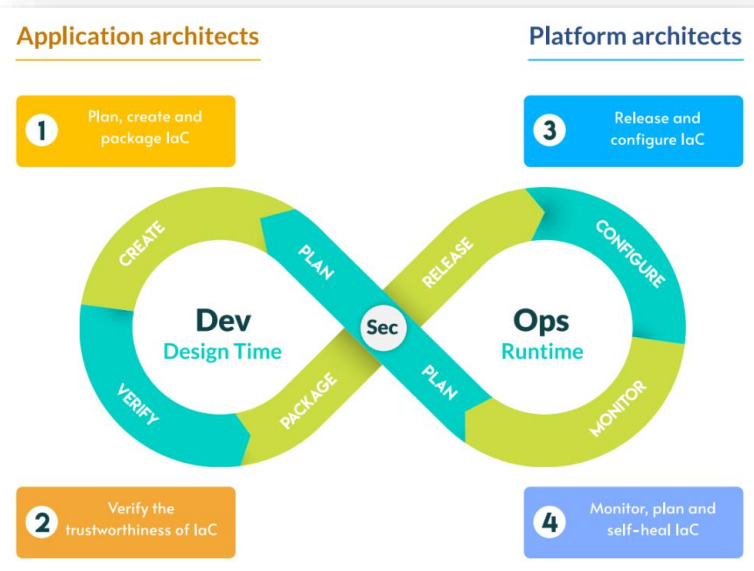 Application architects
Platform architects
1
Plan, create and
package IaC
3
Release and
configure IaC
CREATE
PLAN
RELEASE
CONFIGURE
Dev
Design Time
Sec
Ops
Runtime
VERIFY
PACKAGE
PLAN
MONITOR
2
Verify the
trustworthiness of IaC
4
Monitor, plan and
self-heal IaC